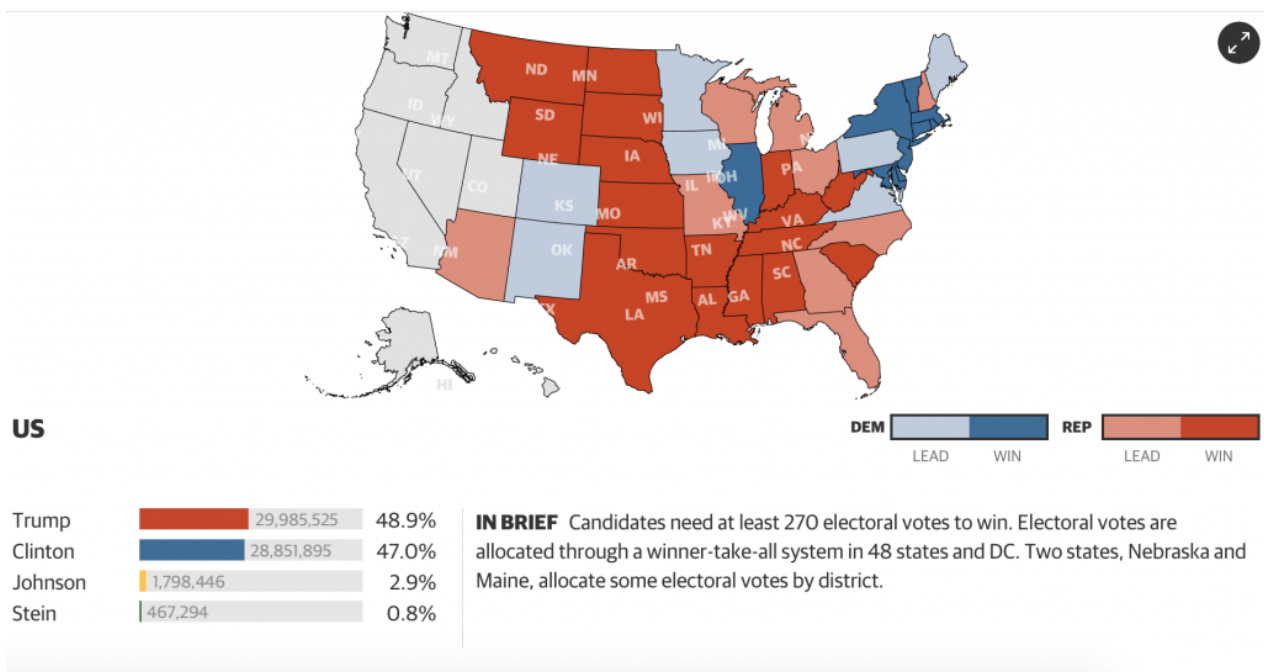 MT
ND
MN
ID
WY
SD
WI
MI
NE
IA
PA
UT
CO
IL
OH
KS
MO
WV
KY
VA
NM
OK
TN
NC
AR
SC
MS
AL
GA
LA
TX
HI
US
DEM
REP
LEAD
WIN
LEAD
WIN
Trump 29,985,525 48.9%
Clinton 28,851,895 47.0%
Johnson 1,798,446 2.9%
Stein 467,294 0.8%
IN BRIEF Candidates need at least 270 electoral votes to win. Electoral votes are
allocated through a winner-take-all system in 48 states and DC. Two states, Nebraska and
Maine, allocate some electoral votes by district.